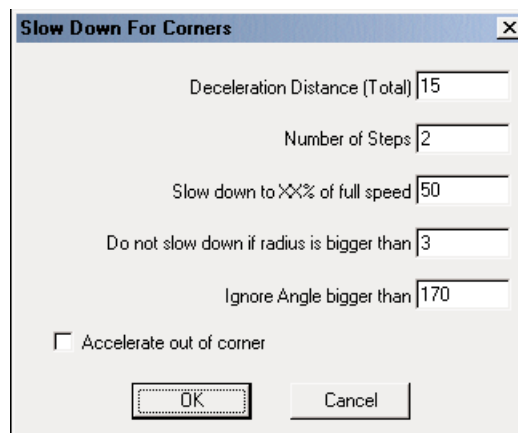 Slow Down For Corners
Deceleration Distance (Total) 15
Number of Steps 2
Slow down to XX% of full speed 50
Do not slow down if radius is bigger than 3
Ignore Angle bigger than 170
Accelerate out of corner
OK Cancel